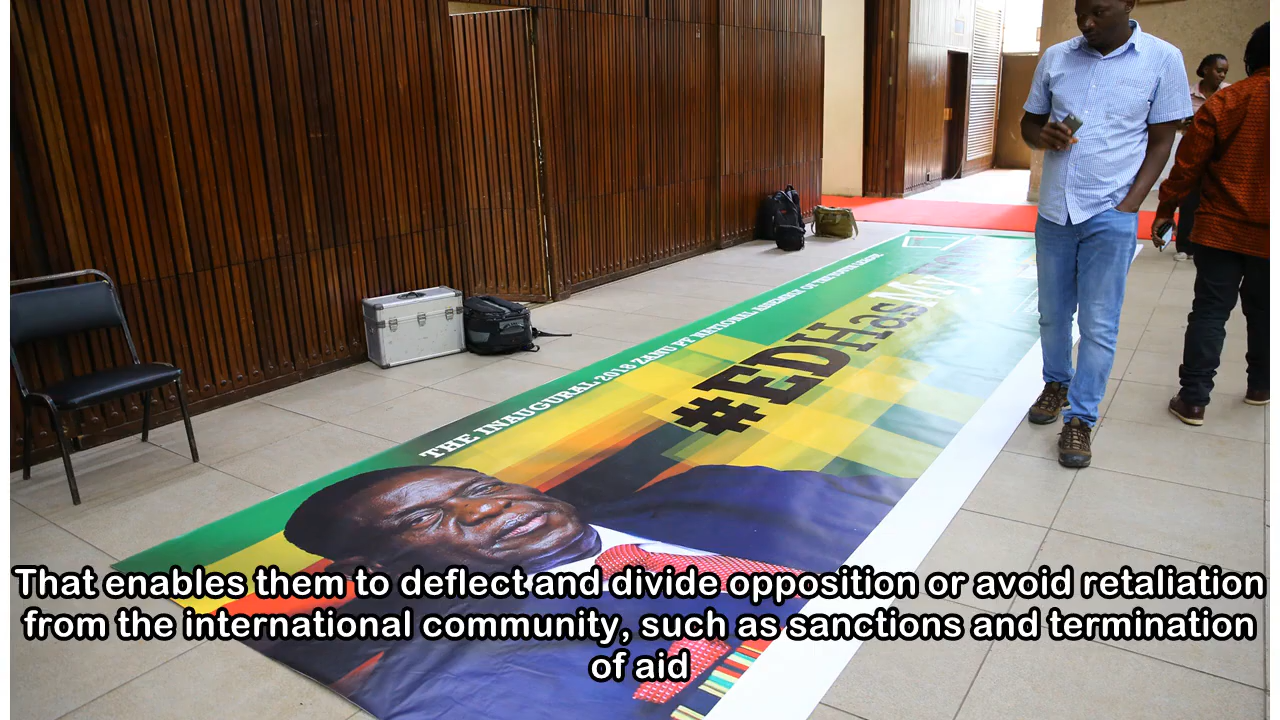 THE INAUGURAL 2018 ZANU PF NATIONAL ASSEMBLY OF THE YOUTH LEAGUE
#EDHasMy
That enables them to deflect and divide opposition or avoid retaliation
from the international community, such as sanctions and termination
of aid